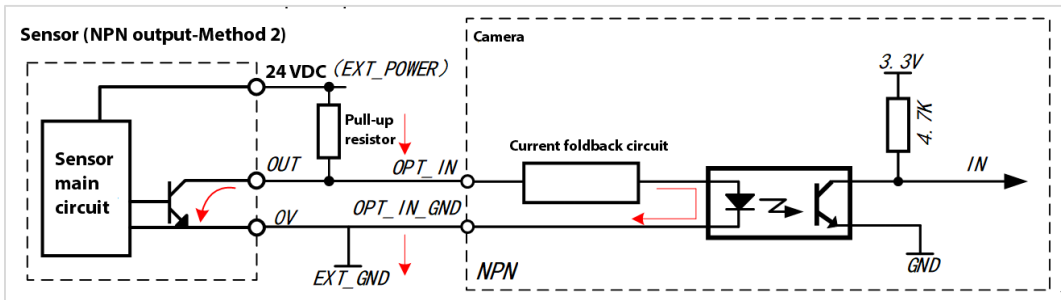 Sensor (NPN output-Method 2)
Camera
24 VDC (EXT_POWER)
3.3V
Pull-up
resistor
4.7K
Sensor
main
circuit
Current foldback circuit
OUT
OPT_IN
IN
OPT_IN_GND
0V
EXT_GND
NPN
GND